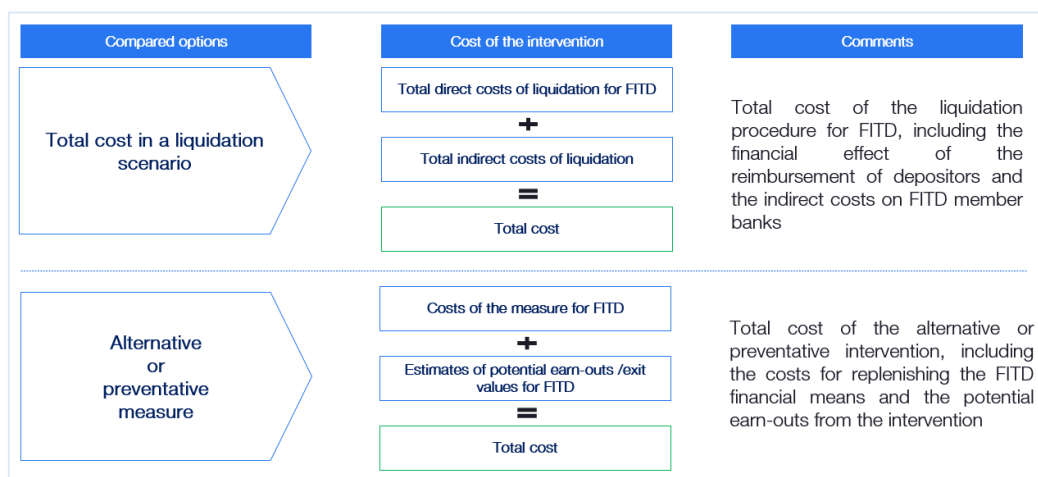 Compared options
Cost of the intervention
Comments
Total cost in a liquidation
scenario
Total direct costs of liquidation for FITD
+
Total indirect costs of liquidation
=
Total cost
Total cost of the liquidation
procedure for FITD, including the
financial effect of the
reimbursement of depositors and
the indirect costs on FITD member
banks
Alternative
or
preventative
measure
Costs of the measure for FITD
+
Estimates of potential earn-outs /exit
values for FITD
=
Total cost
Total cost of the alternative or
preventative intervention, including
the costs for replenishing the FITD
financial means and the potential
earn-outs from the intervention